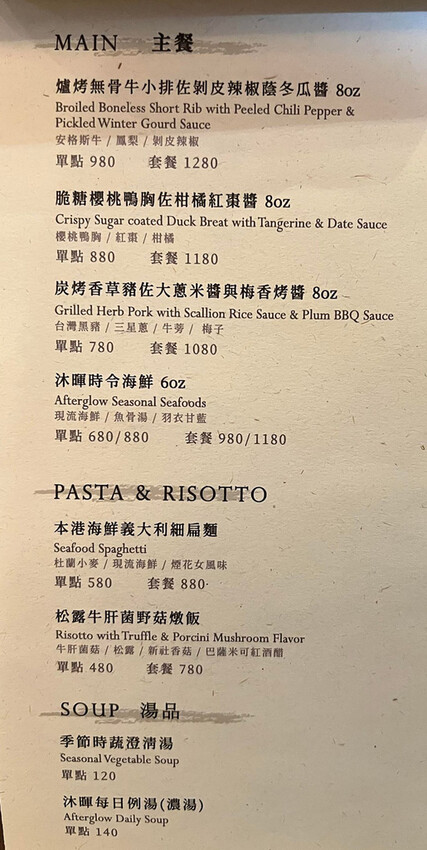 MAIN 主餐
爐烤無骨牛小排佐剝皮辣椒蔭冬瓜醬 8oz
Broiled Boneless Short Rib with Peeled Chili Pepper &
Pickled Winter Gourd Sauce
安格斯牛 / 鳳梨 / 剝皮辣椒
單點 980 套餐 1280
脆糖櫻桃鴨胸佐柑橘紅棗醬 8oz
Crispy Sugar coated Duck Breat with Tangerine & Date Sauce
櫻桃鴨胸 / 紅棗 / 柑橘
單點 880 套餐 1180
炭烤香草豬佐大蔥米醬與梅香烤醬 8oz
Grilled Herb Pork with Scallion Rice Sauce & Plum BBQ Sauce
台灣黑豬 / 三星蔥 / 牛蒡 / 梅子
單點 780 套餐 1080
沐暉時令海鮮 6oz
Afterglow Seasonal Seafoods
現流海鮮 / 魚骨湯 / 羽衣甘藍
單點 680/880 套餐 980/1180
PASTA & RISOTTO
本港海鮮義大利細扁麵
Seafood Spaghetti
杜蘭小麥 / 現流海鮮 / 煙花女風味
單點 580 套餐 880
松露牛肝菌野菇燉飯
Risotto with Truffle & Porcini Mushroom Flavor
牛肝菌菇 / 松露 / 新社香菇 / 巴薩米可紅酒醋
單點 480 套餐 780
SOUP 湯品
季節時蔬澄清湯
Seasonal Vegetable Soup
單點 120
沐暉每日例湯(濃湯)
Afterglow Daily Soup
單點 140